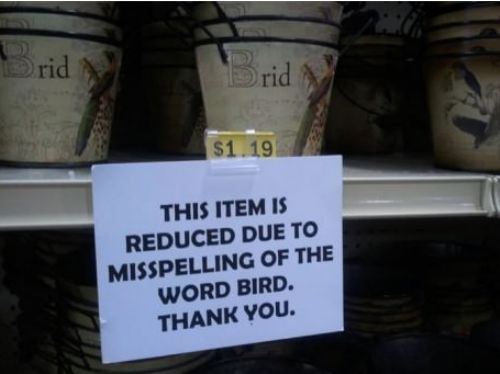 Brid
Brid
$1 19
THIS ITEM IS
REDUCED DUE TO
MISSPELLING OF THE
WORD BIRD.
THANK YOU.